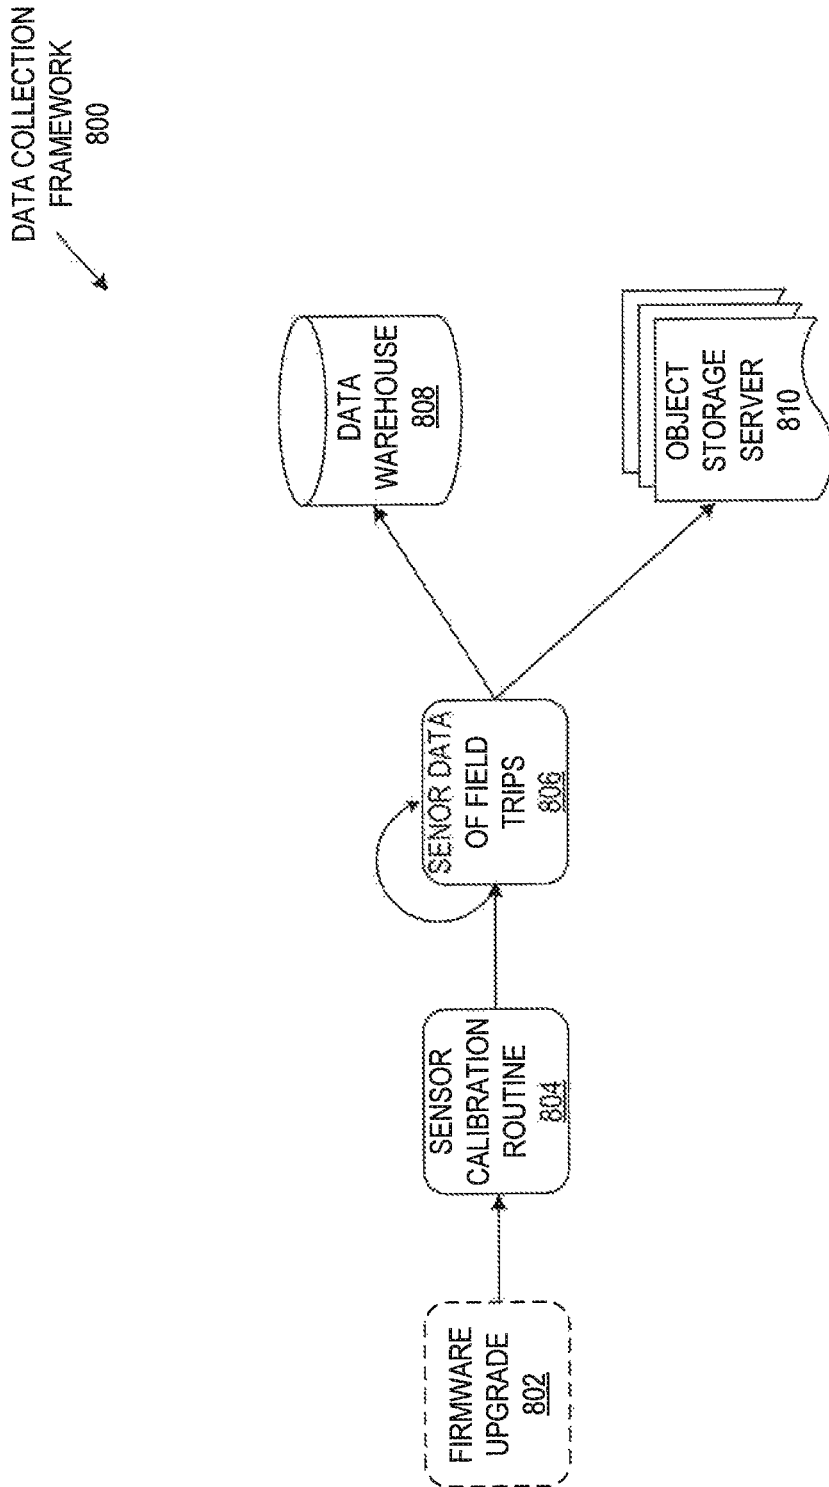 DATA COLLECTION
FRAMEWORK
800
FIRMWARE
UPGRADE
802
SENSOR
CALIBRATION
ROUTINE
804
SENOR DATA
OF FIELD
TRIPS
806
DATA
WAREHOUSE
808
OBJECT
STORAGE
SERVER
810